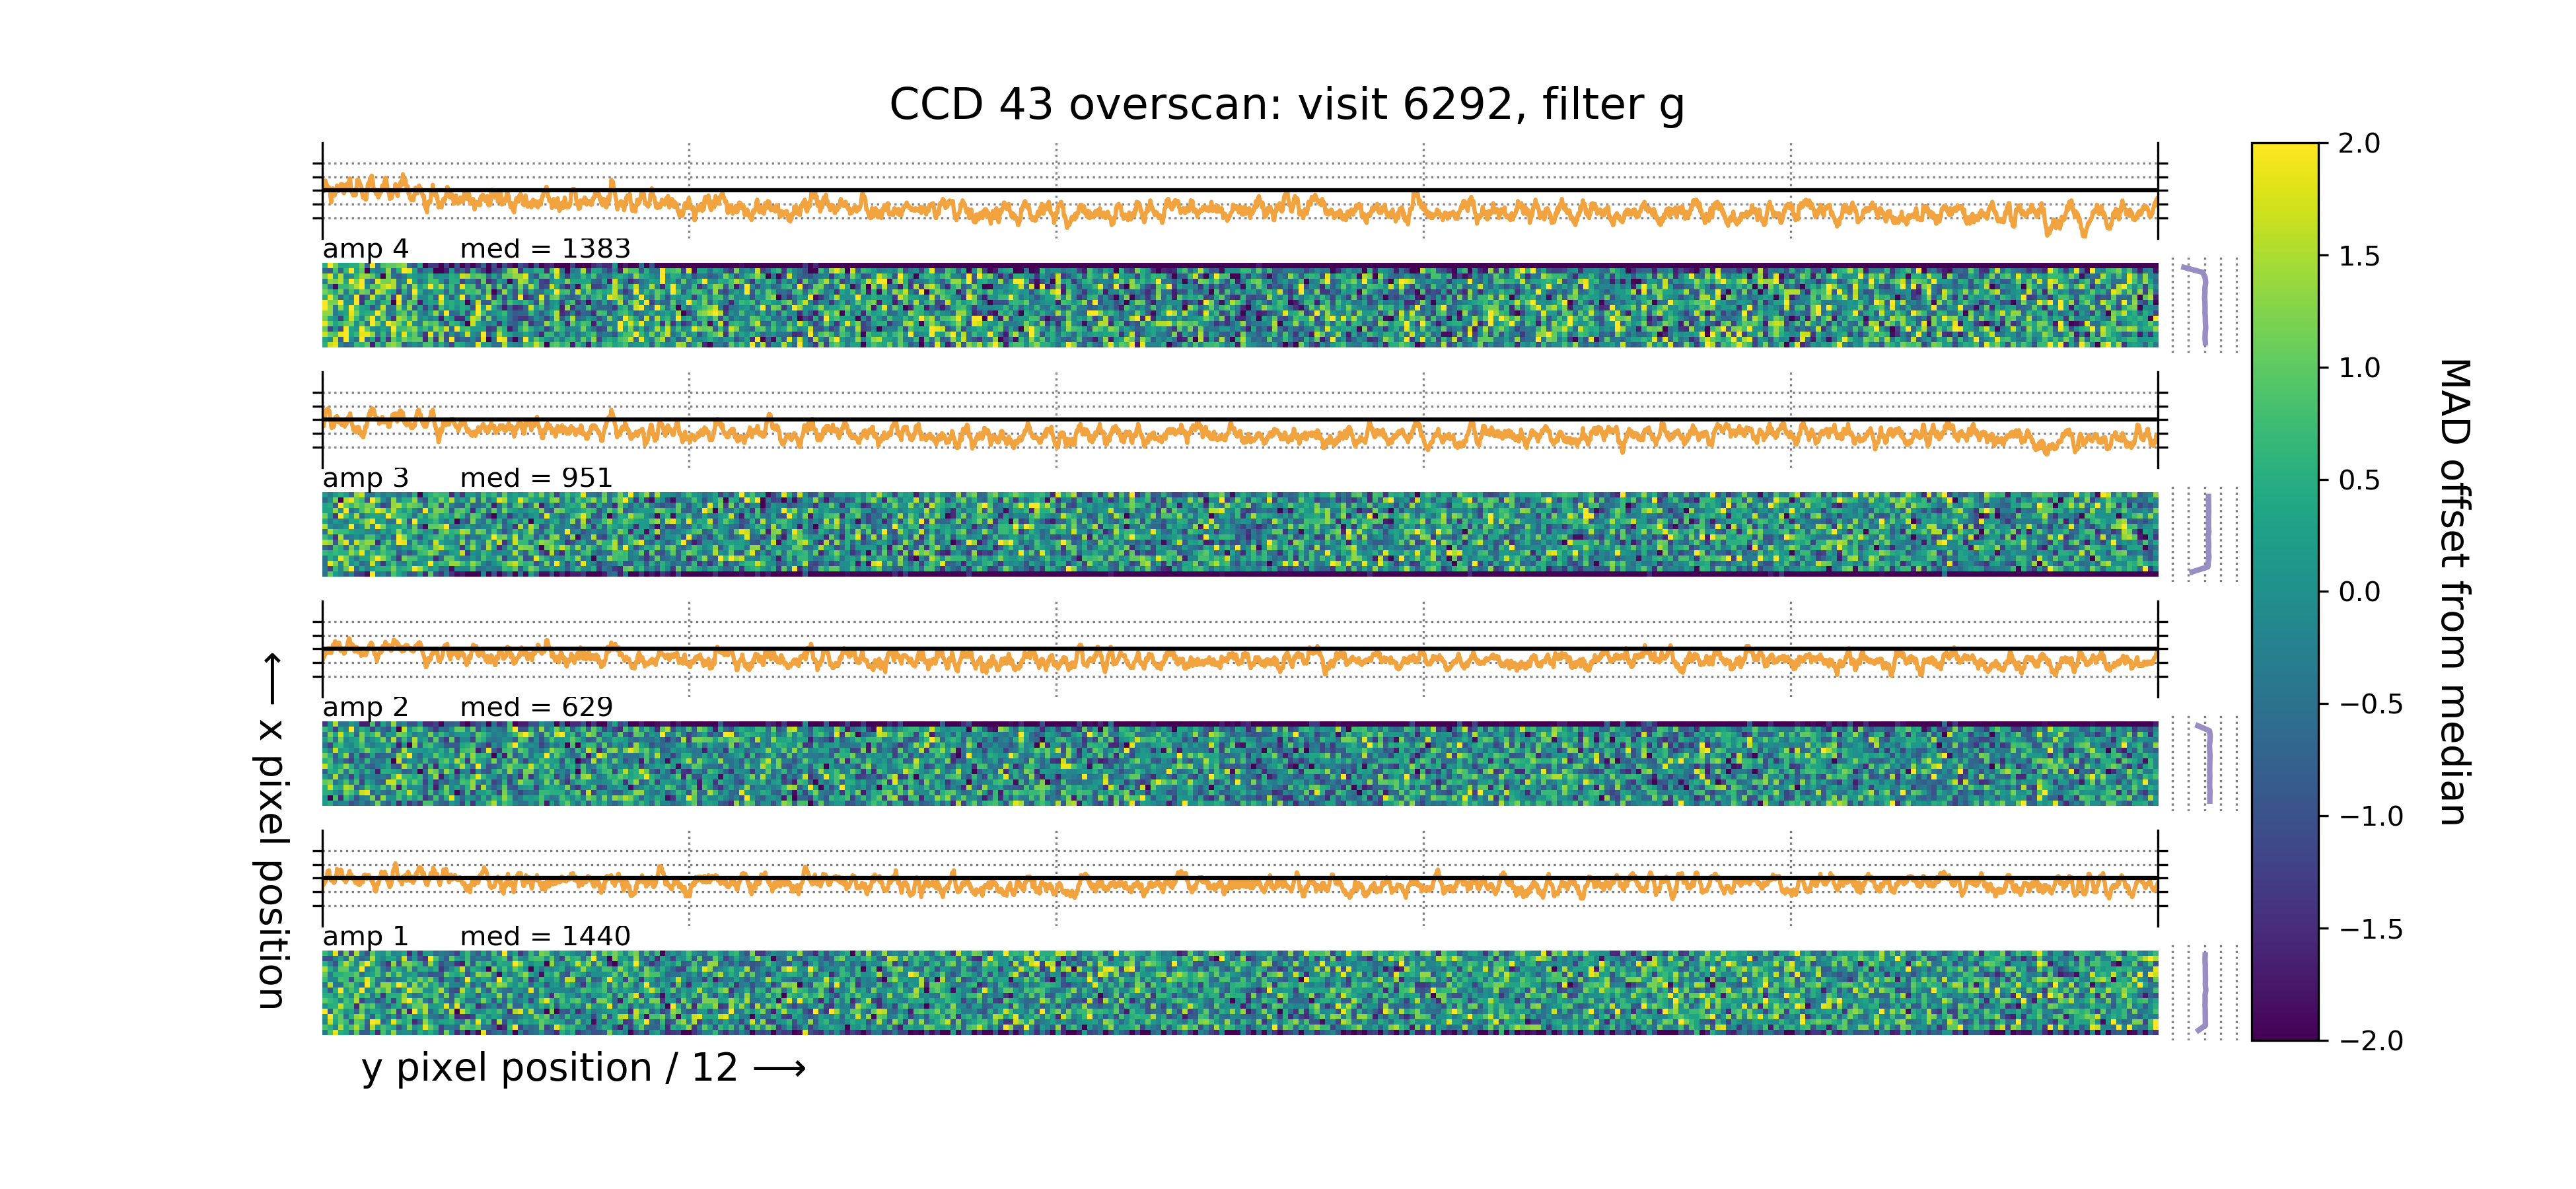 CCD 43 overscan: visit 6292, filter g
amp 4 med = 1383
amp 3 med = 951
amp 2 med = 629
amp 1 med = 1440
⟵ x pixel position
y pixel position / 12 ⟶
2.0
1.5
1.0
0.5
0.0
−0.5
−1.0
−1.5
−2.0
MAD offset from median